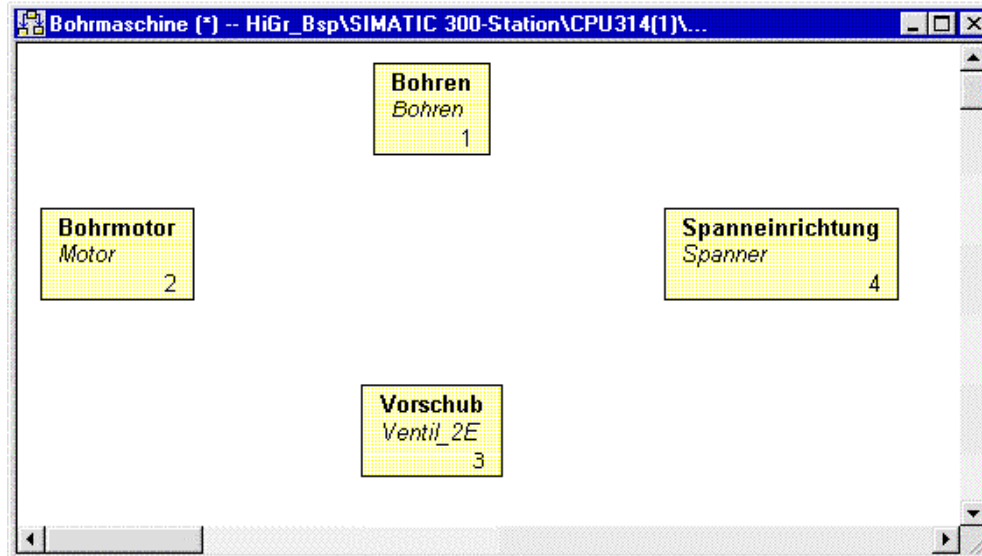 Bohrmaschine (*) -- HiGr_Bsp\SIMATIC 300-Station\CPU314(1)\...
Bohren
Bohren
1
Bohrmotor
Motor
2
Spanneinrichtung
Spanner
4
Vorschub
Ventil_2E
3